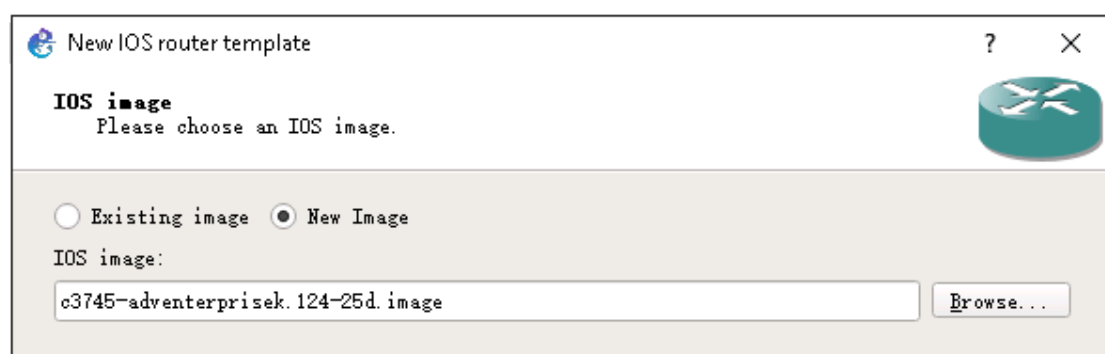 New IOS router template ?
IOS image
Please choose an IOS image.
Existing image New Image
IOS image:
c3745-adventerprisek.124-25d.image Browse...